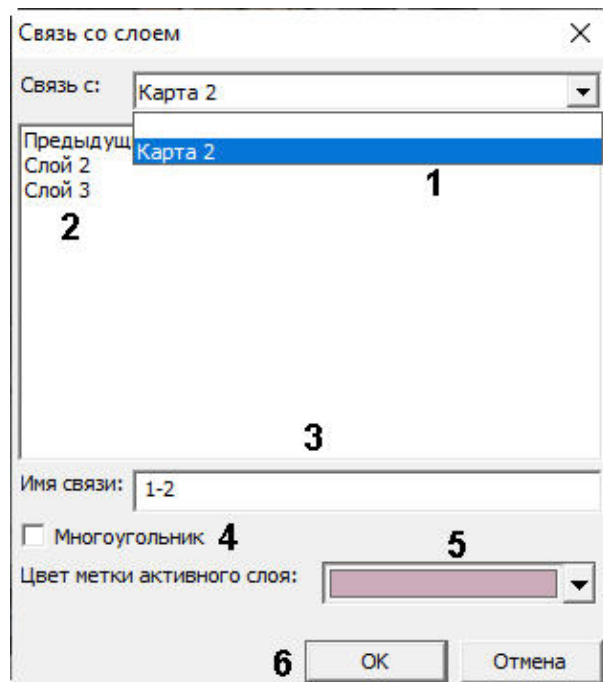 Связь со слоем
Связь с: Карта 2
Карта 2
1
Предыдущ
Слой 2
Слой 3
2
3
Имя связи: 1-2
Многоугольник 4
5
Цвет метки активного слоя:
6 OK Отмена